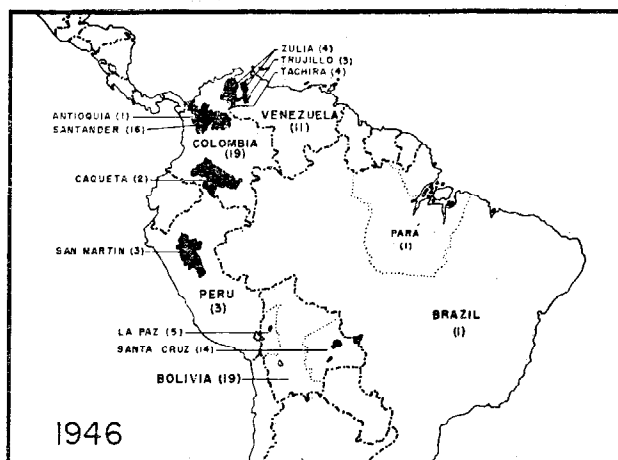 ZULIA (4)
TRUJILLO (3)
TACHIRA (4)
ANTIOQUIA (1)
SANTANDER (16)
VENEZUELA
(11)
COLOMBIA
(19)
CAQUETA (2)
PARA
(1)
SAN MARTIN (3)
PERU
(3)
BRAZIL
(1)
LA PAZ (5)
SANTA CRUZ (14)
BOLIVIA (19)
1946